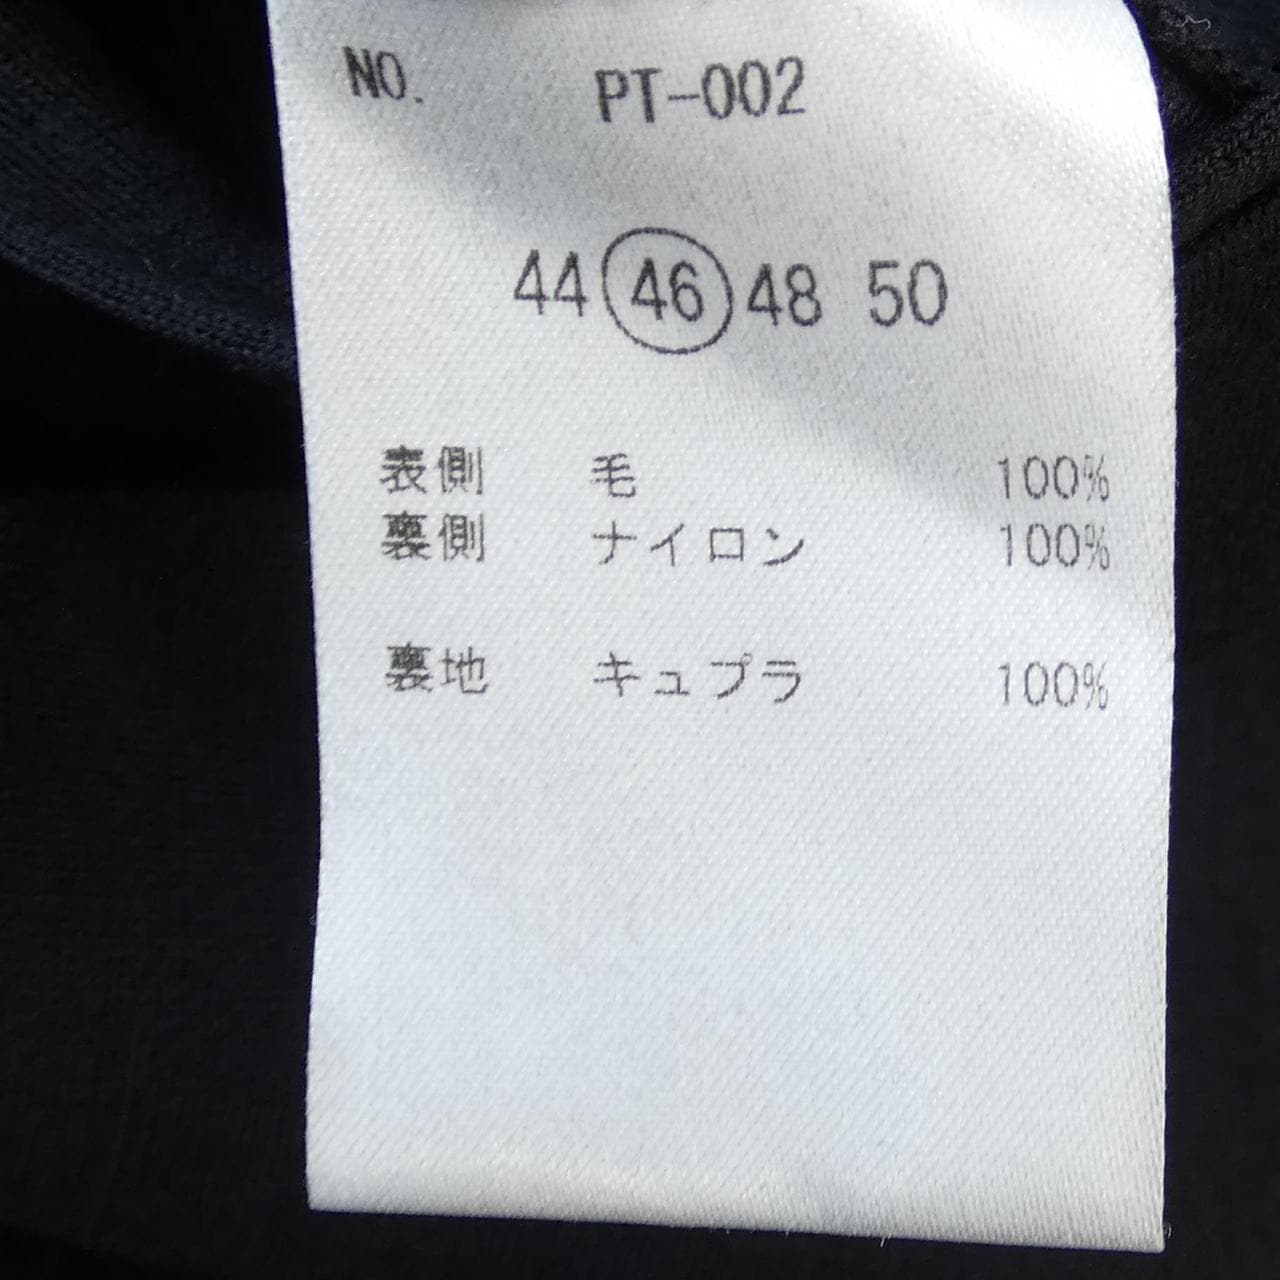 NO. PT-002
44 46 48 50
表側 毛 100%
裏側 ナイロン 100%
裏地 キュプラ 100%